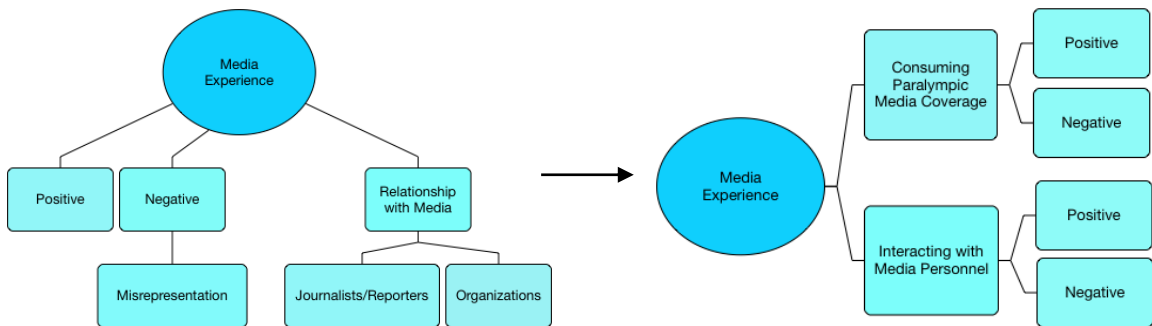 Media
Experience
Positive
Negative
Relationship
with Media
Misrepresentation
Journalists/Reporters
Organizations
Media
Experience
Consuming
Paralympic
Media Coverage
Positive
Negative
Interacting with
Media Personnel
Positive
Negative